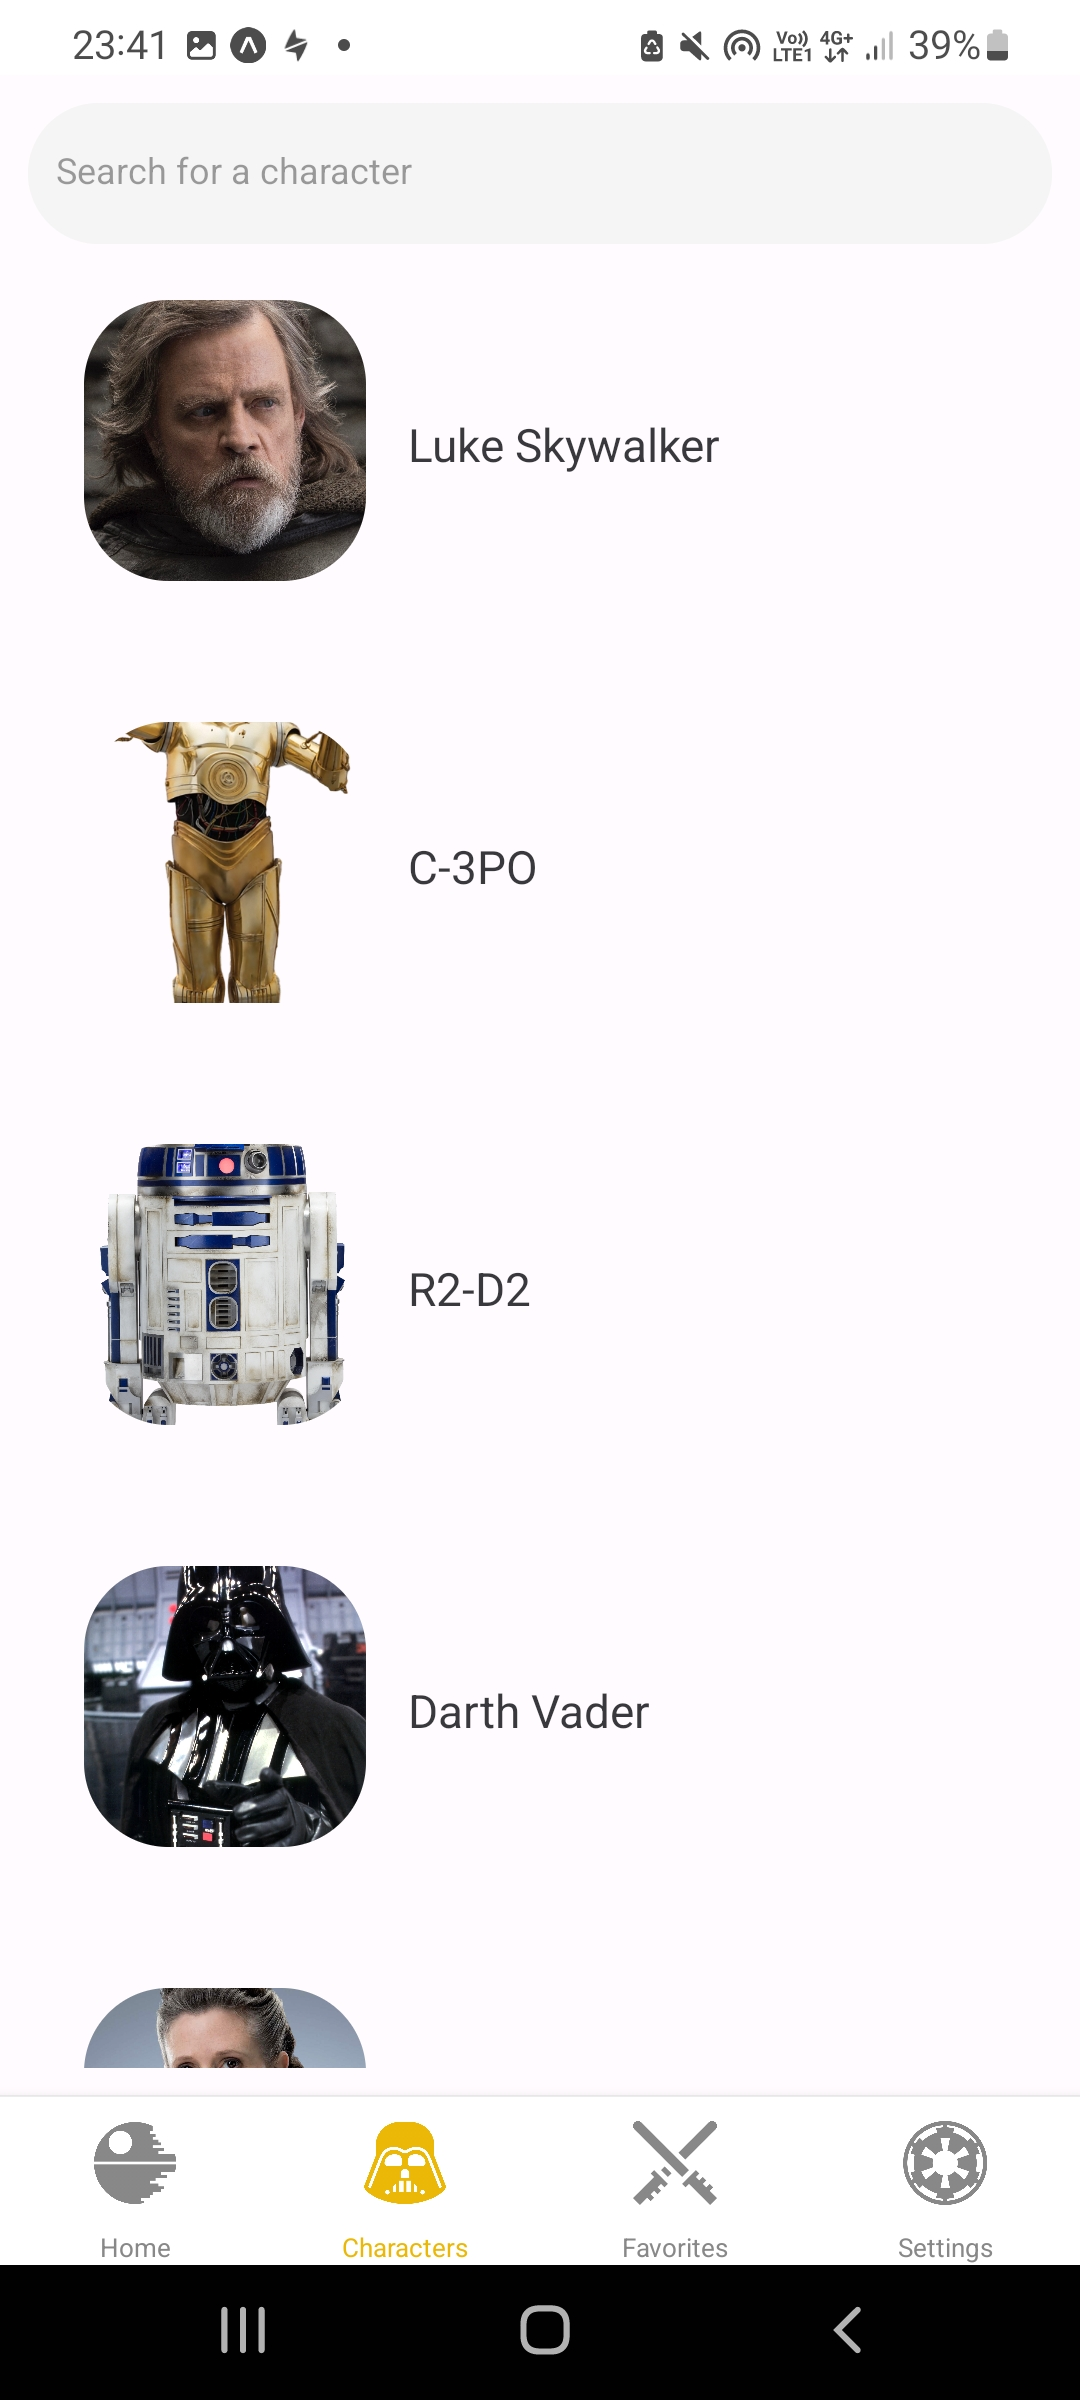 23:41
Vo)) LTE1 4G+ 39%
Search for a character
Luke Skywalker
C-3PO
R2-D2
Darth Vader
Home Characters Favorites Settings